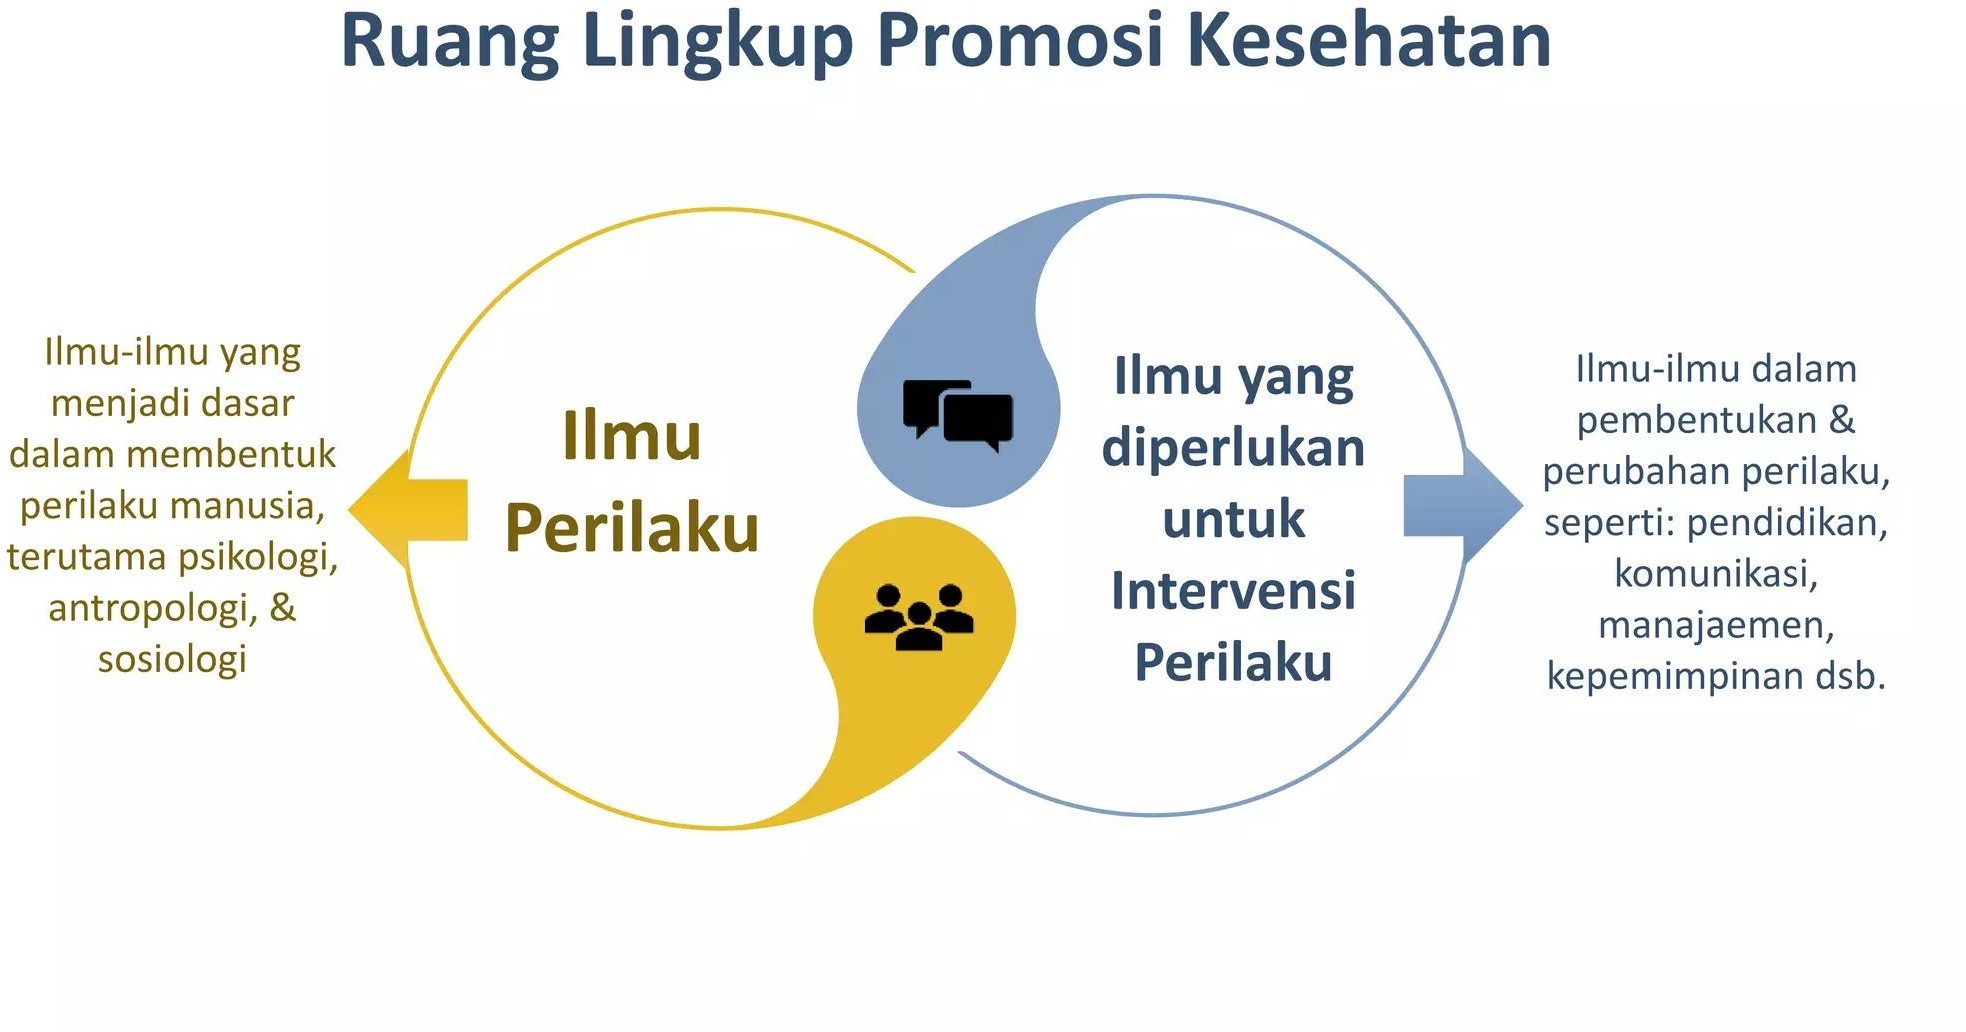 Ruang Lingkup Promosi Kesehatan
Ilmu-ilmu yang
menjadi dasar
dalam membentuk
perilaku manusia,
terutama psikologi,
antropologi, &
sosiologi
Ilmu
Perilaku
Ilmu yang
diperlukan
untuk
Intervensi
Perilaku
Ilmu-ilmu dalam
pembentukan &
perubahan perilaku,
seperti: pendidikan,
komunikasi,
manajaemen,
kepemimpinan dsb.